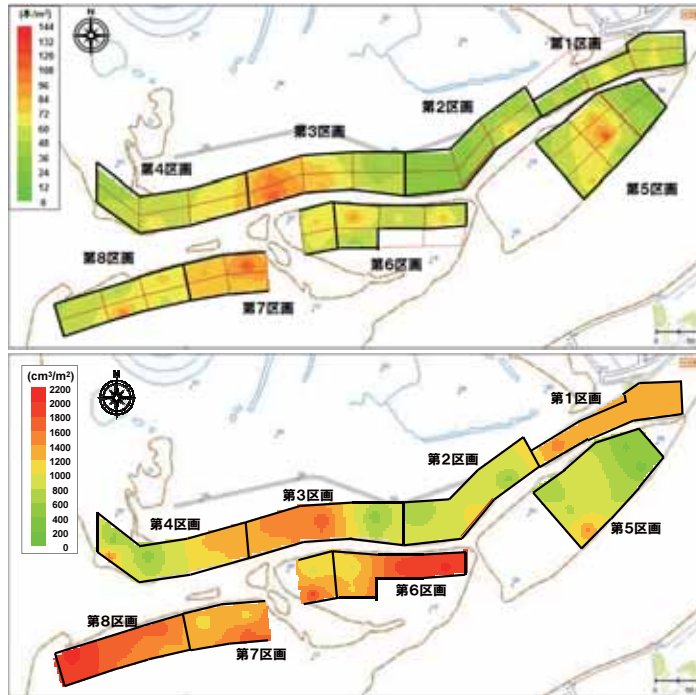 (本/m²)
144
132
120
108
96
84
72
60
48
36
24
12
0
N
第1区画
第2区画
第3区画
第4区画
第5区画
第8区画
第6区画
第7区画
(cm³/m²)
2200
2000
1800
1600
1400
1200
1000
800
600
400
200
0
N
第1区画
第2区画
第3区画
第4区画
第5区画
第6区画
第8区画
第7区画